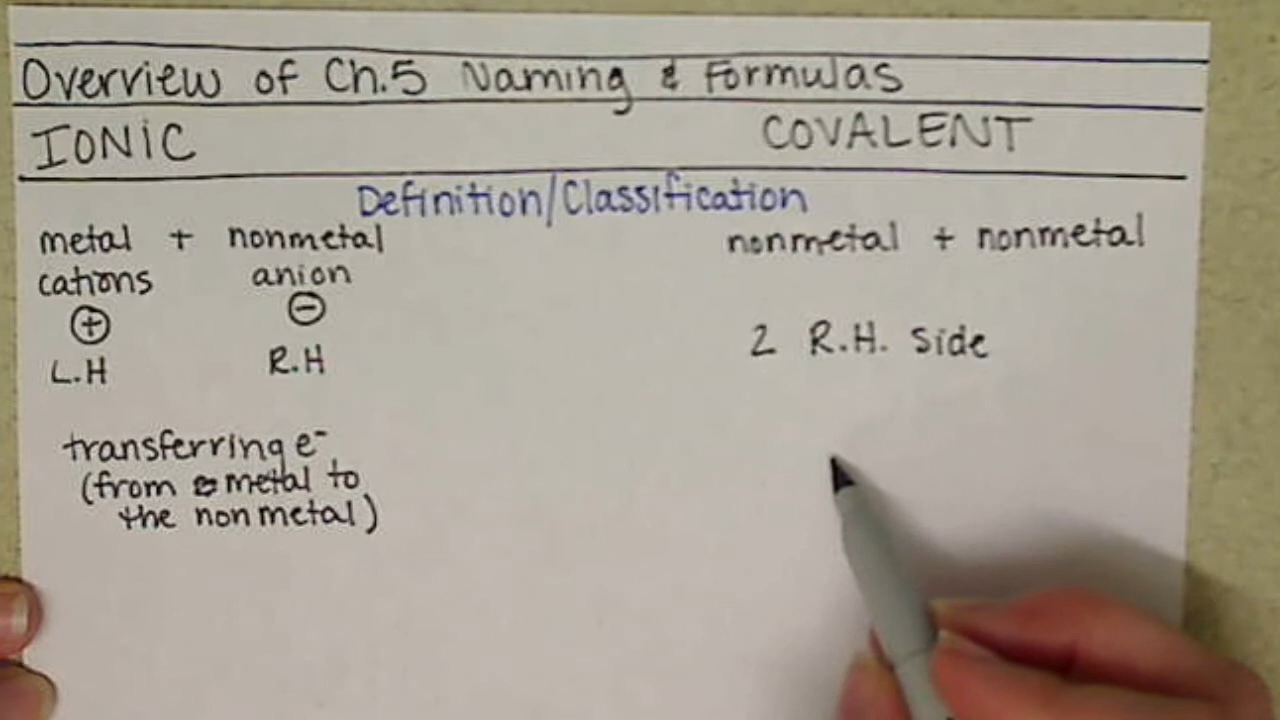 Overview of Ch.5 Naming & Formulas
IONIC
COVALENT
Definition/Classification
metal + nonmetal
cations anion
+ −
L.H R.H
transferring e⁻
(from metal to
the nonmetal)
nonmetal + nonmetal
2 R.H. Side